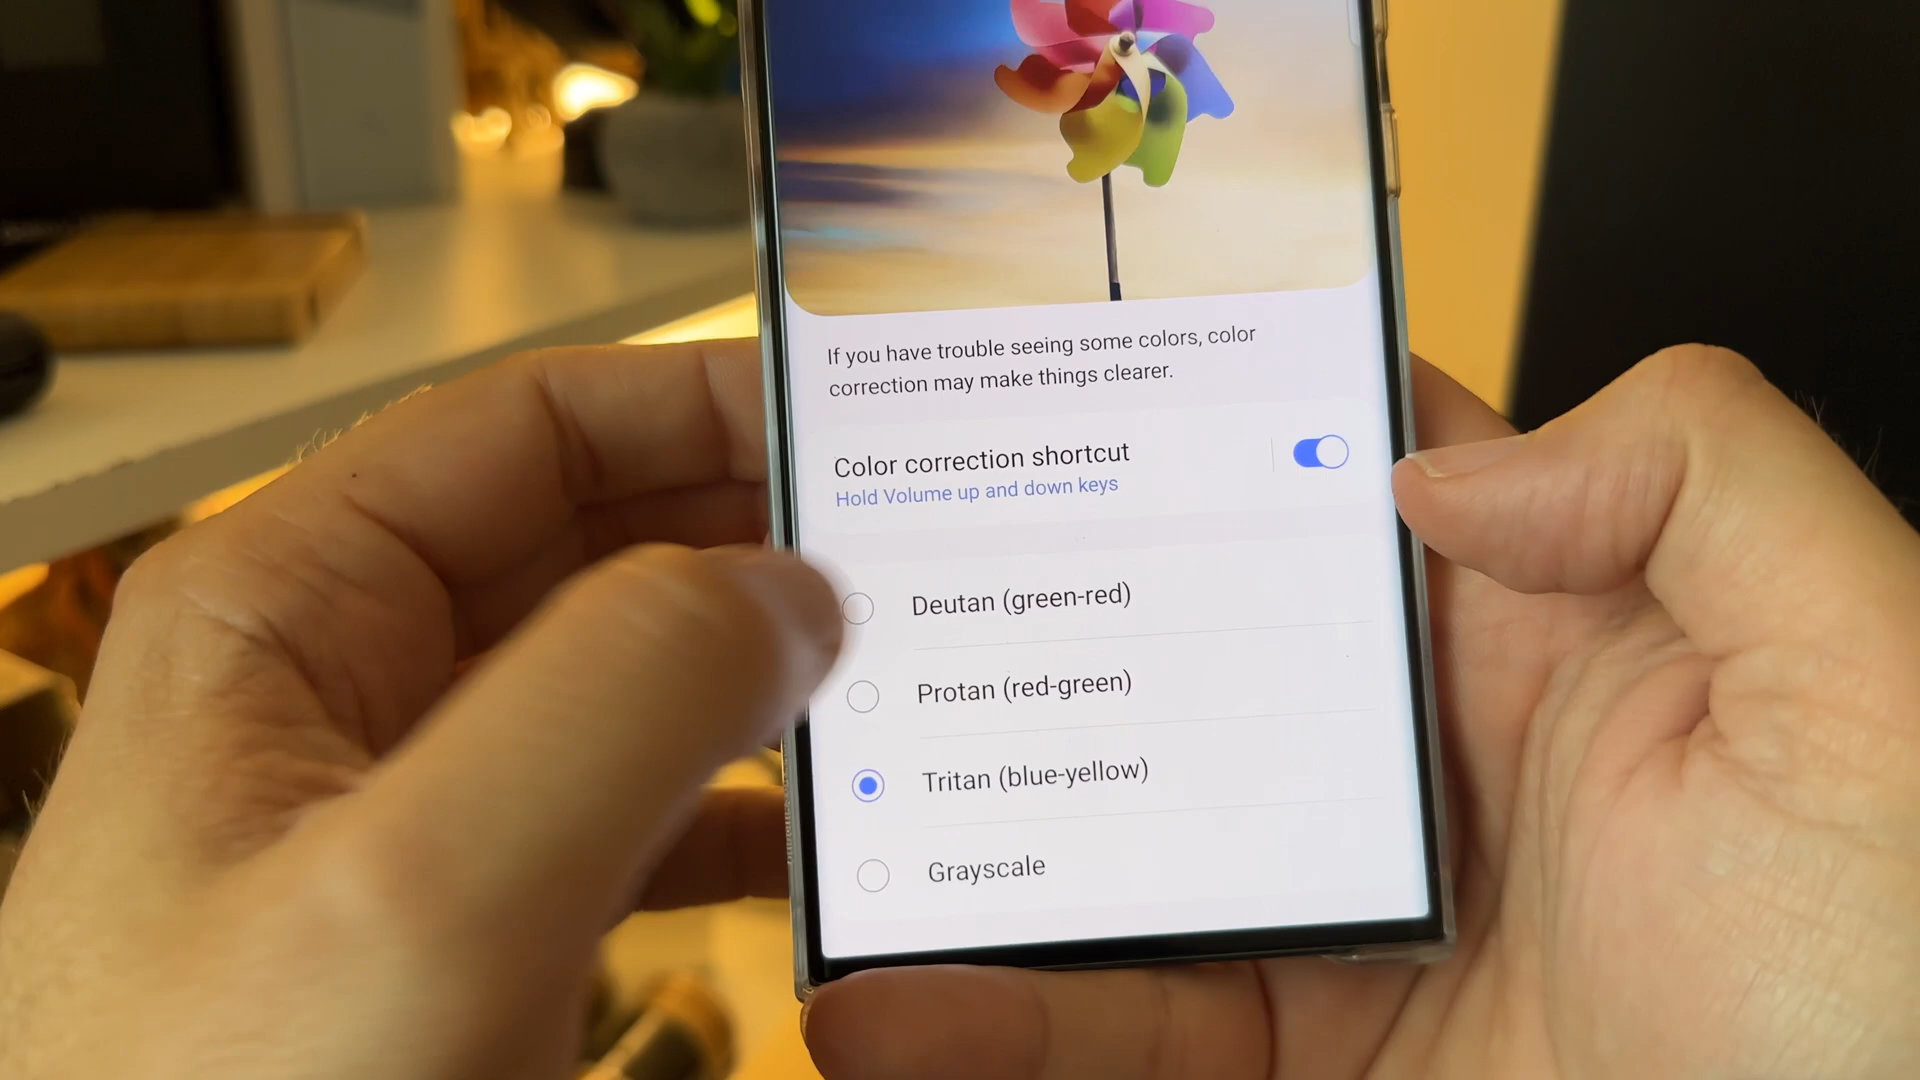 If you have trouble seeing some colors, color
correction may make things clearer.
Color correction shortcut
Hold Volume up and down keys
Deutan (green-red)
Protan (red-green)
Tritan (blue-yellow)
Grayscale